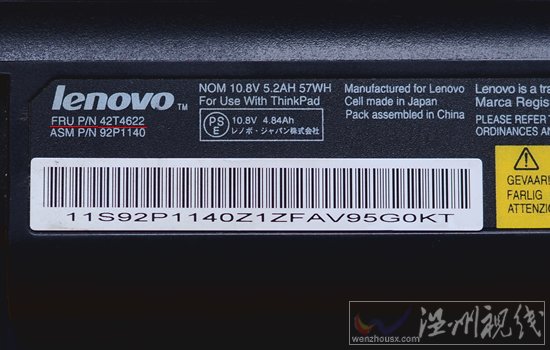 lenovo™
FRU P/N 42T4622
ASM P/N 92P1140
NOM 10.8V 5.2AH 57WH
For Use With ThinkPad
PS
E
10.8V 4.84Ah
レノボ・ジャパン株式会社
Manufactured for Lenovo
Cell made in Japan
Pack assembled in China
Lenovo is a tra
Marca Regis
PLEASE REFER T
ORDINANCES AN
11S92P1140Z1ZFAV95G0KT
GEVAAR!
FARLIG
ATTENZIO
温州视线
wenzhousx.com